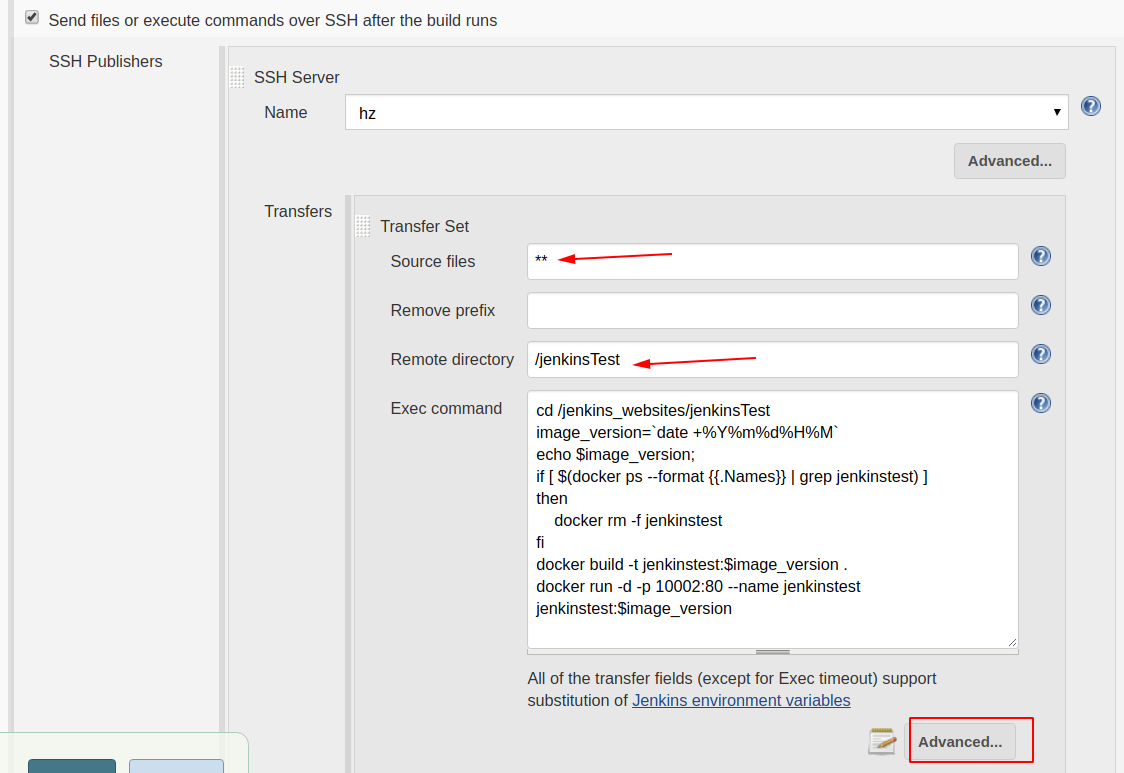 Send files or execute commands over SSH after the build runs
SSH Publishers
SSH Server
Name
hz
Advanced...
Transfers
Transfer Set
Source files
**
Remove prefix
Remote directory
/jenkinsTest
Exec command
cd /jenkins_websites/jenkinsTest
image_version=`date +%Y%m%d%H%M`
echo $image_version;
if [ $(docker ps --format {{.Names}} | grep jenkinstest) ]
then
    docker rm -f jenkinstest
fi
docker build -t jenkinstest:$image_version .
docker run -d -p 10002:80 --name jenkinstest
jenkinstest:$image_version
All of the transfer fields (except for Exec timeout) support
substitution of Jenkins environment variables
Advanced...